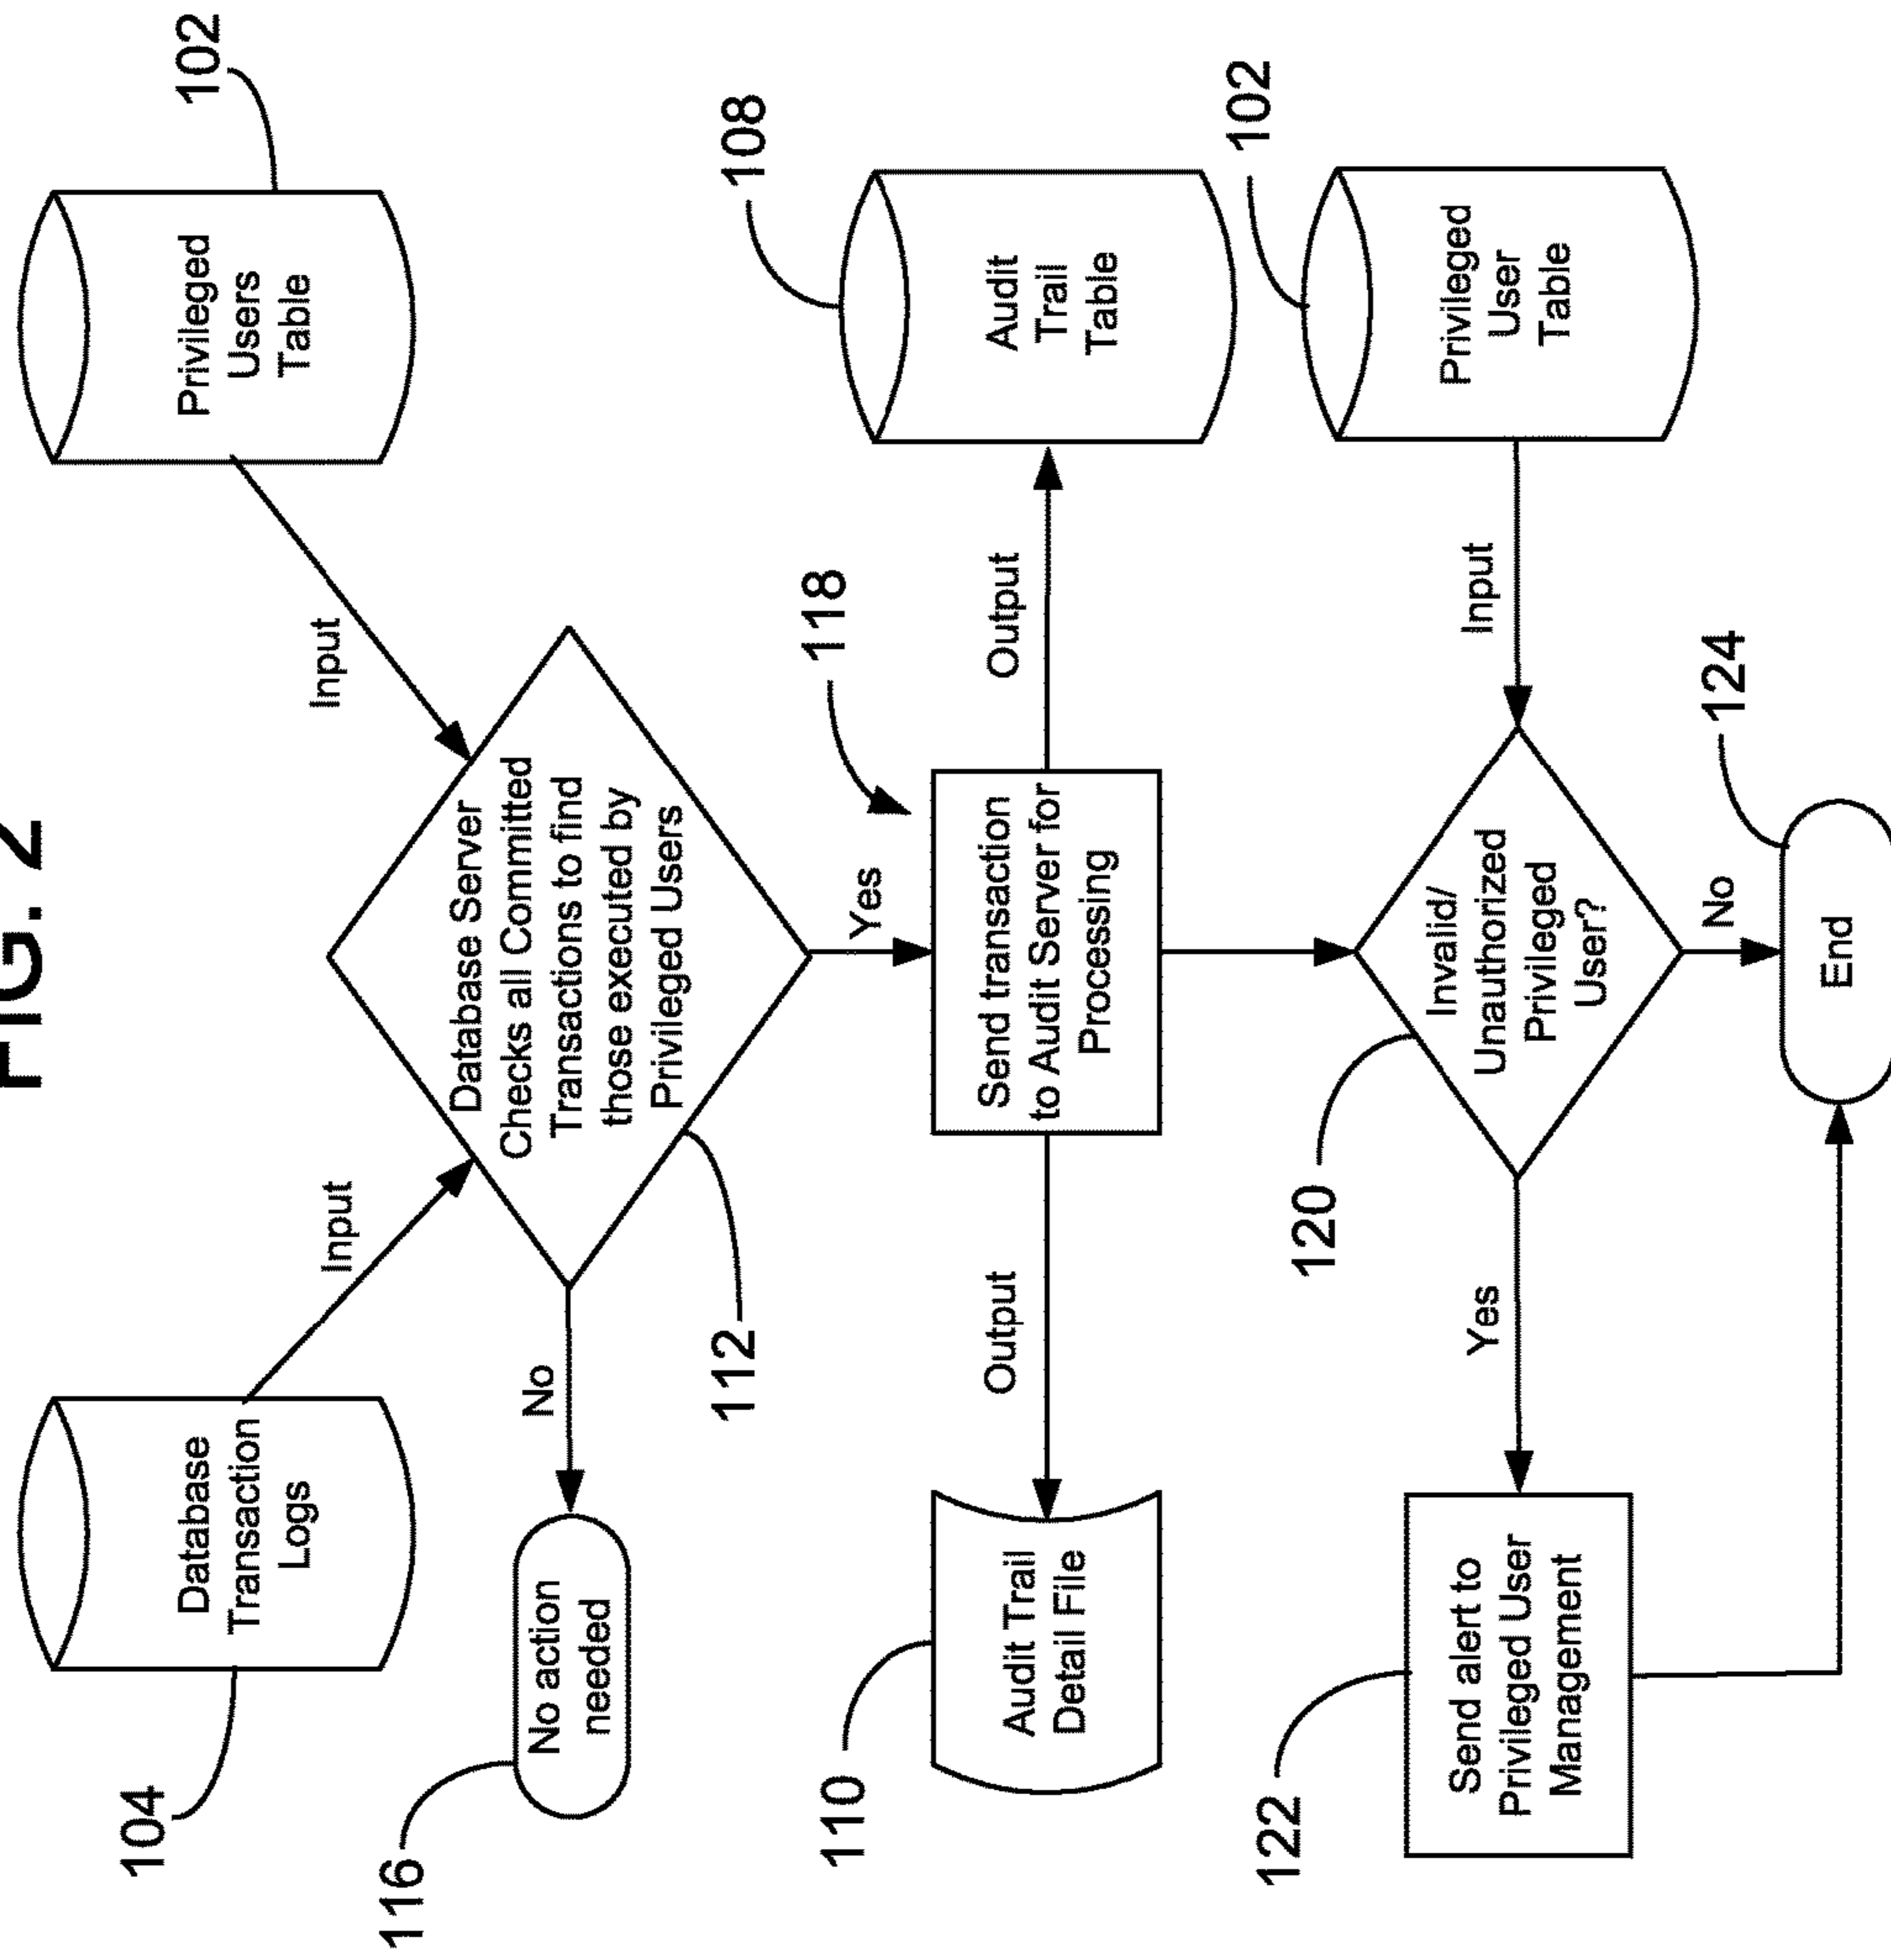 FIG. 2
102
Database
Transaction
Logs
Privileged
Users
Table
104
Input
Input
116
No action
needed
No
Database Server
Checks all Committed
Transactions to find
those executed by
Privileged Users
112
Yes
118
108
110
Audit Trail
Detail File
Output
Send transaction
to Audit Server for
Processing
Output
Audit
Trail
Table
102
120
122
Send alert to
Privileged User
Management
Yes
Invalid/
Unauthorized
Privileged
User?
Input
Privileged
User
Table
No
124
End